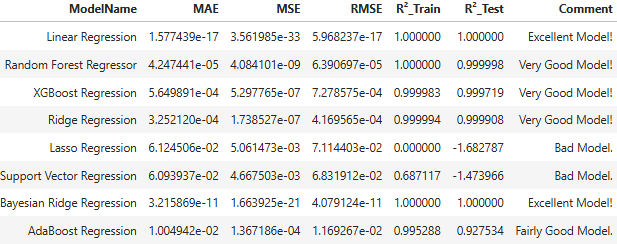 ModelName MAE MSE RMSE R²_Train R²_Test Comment
Linear Regression 1.577439e-17 3.561985e-33 5.968237e-17 1.000000 1.000000 Excellent Model!
Random Forest Regressor 4.247441e-05 4.084101e-09 6.390697e-05 1.000000 0.999998 Very Good Model!
XGBoost Regression 5.649891e-04 5.297765e-07 7.278575e-04 0.999983 0.999719 Very Good Model!
Ridge Regression 3.252120e-04 1.738527e-07 4.169565e-04 0.999994 0.999908 Very Good Model!
Lasso Regression 6.124506e-02 5.061473e-03 7.114403e-02 0.000000 -1.682787 Bad Model.
Support Vector Regression 6.093937e-02 4.667503e-03 6.831912e-02 0.687117 -1.473966 Bad Model.
Bayesian Ridge Regression 3.215869e-11 1.663925e-21 4.079124e-11 1.000000 1.000000 Excellent Model!
AdaBoost Regression 1.004942e-02 1.367186e-04 1.169267e-02 0.995288 0.927534 Fairly Good Model.